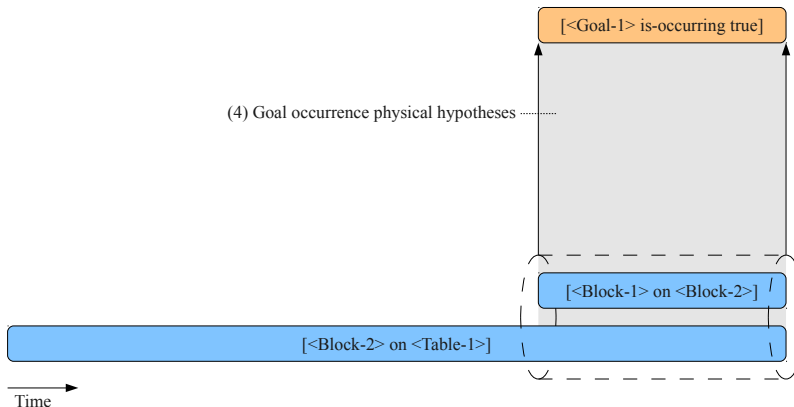 [<Goal-1> is-occurring true]
(4) Goal occurrence physical hypotheses
[<Block-1> on <Block-2>]
[<Block-2> on <Table-1>]
Time